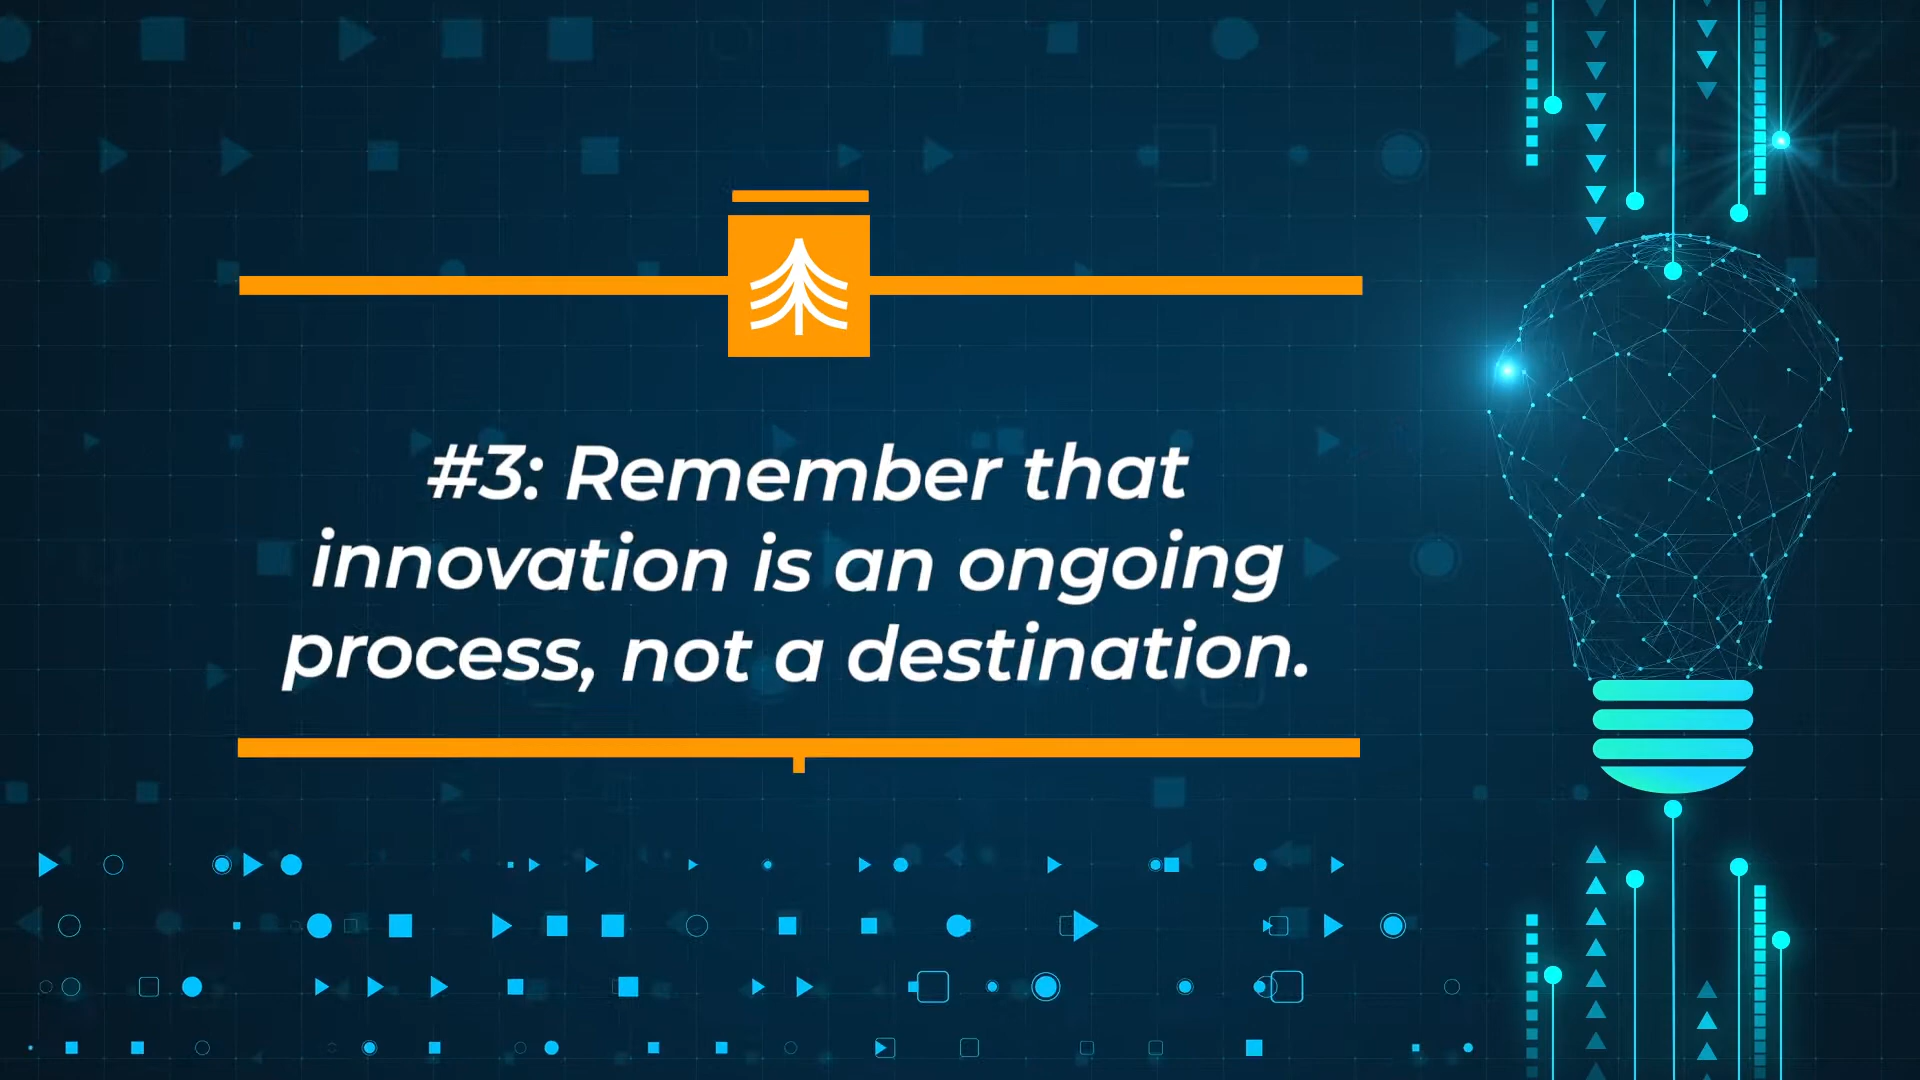 #3: Remember that
innovation is an ongoing
process, not a destination.